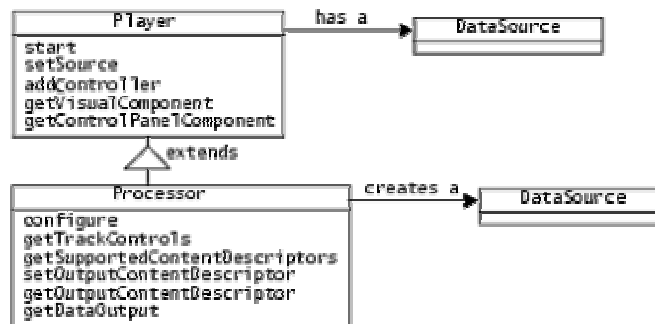 Player
has a
DataSource
start
setSource
addController
getVisualComponent
getControlPanelComponent
extends
Processor
creates a
DataSource
configure
getTrackControls
getSupportedContentDescriptors
setOutputContentDescriptor
getOutputContentDescriptor
getDataOutput